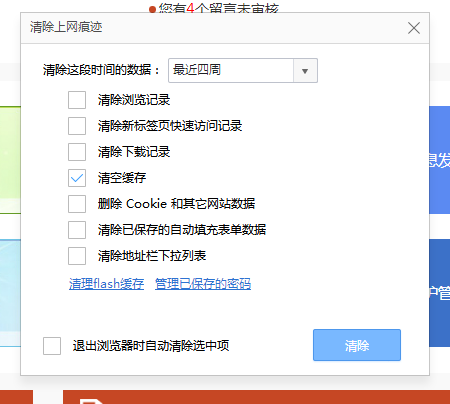 您有4个留言未审核
清除上网痕迹
清除这段时间的数据： 最近四周
清除浏览记录
清除新标签页快速访问记录
清除下载记录
清空缓存
删除 Cookie 和其它网站数据
清除已保存的自动填充表单数据
清除地址栏下拉列表
清理flash缓存 管理已保存的密码
退出浏览器时自动清除选中项 清除
息发
护管